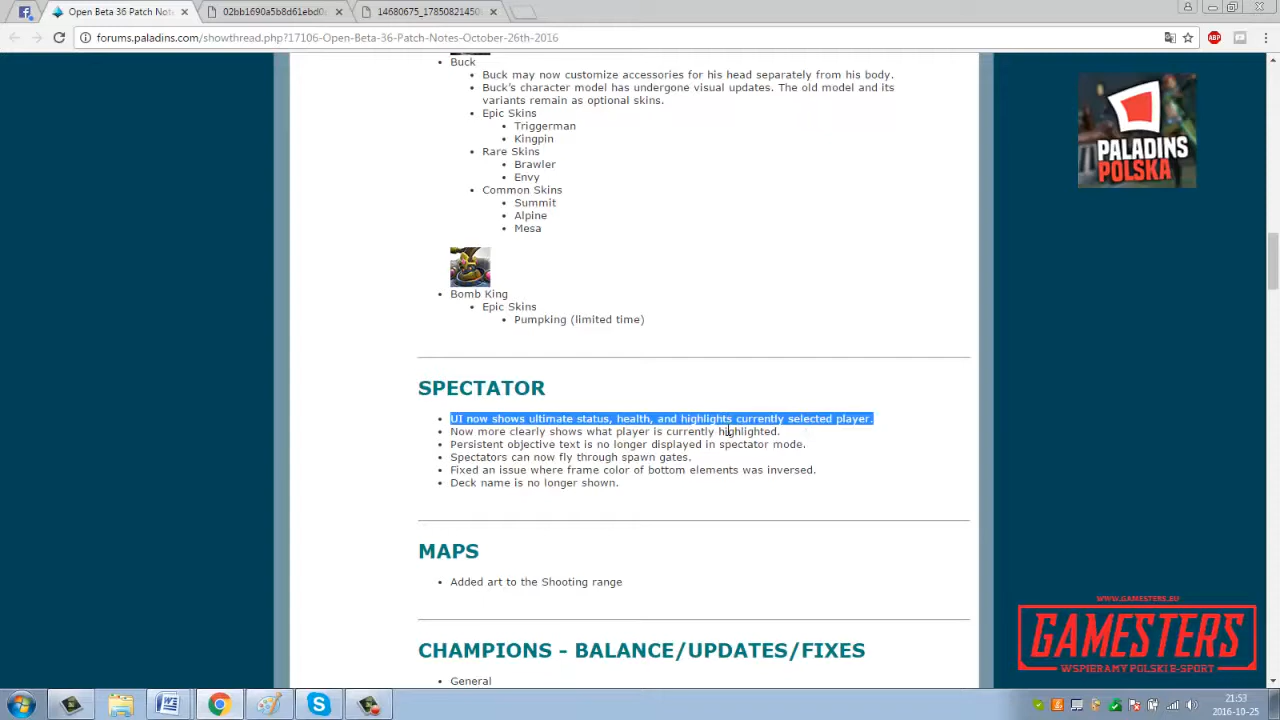 Open Beta 36 Patch Not
02bb1690a5b8d61ebd0
14680675_1785082145
forums.paladins.com/showthread.php?17106-Open-Beta-36-Patch-Notes-October-26th-2016
Buck
Buck may now customize accessories for his head separately from his body.
Buck's character model has undergone visual updates. The old model and its
variants remain as optional skins.
Epic Skins
Triggerman
Kingpin
Rare Skins
Brawler
Envy
Common Skins
Summit
Alpine
Mesa
Bomb King
Epic Skins
Pumpking (limited time)
PALADINS
POLSKA
SPECTATOR
UI now shows ultimate status, health, and highlights currently selected player.
Now more clearly shows what player is currently highlighted.
Persistent objective text is no longer displayed in spectator mode.
Spectators can now fly through spawn gates.
Fixed an issue where frame color of bottom elements was inversed.
Deck name is no longer shown.
MAPS
Added art to the Shooting range
CHAMPIONS - BALANCE/UPDATES/FIXES
General
WWW.GAMESTERS.EU
GAMESTERS
WSPIERAMY POLSKI E-SPORT
ABP
21:53
2016-10-25